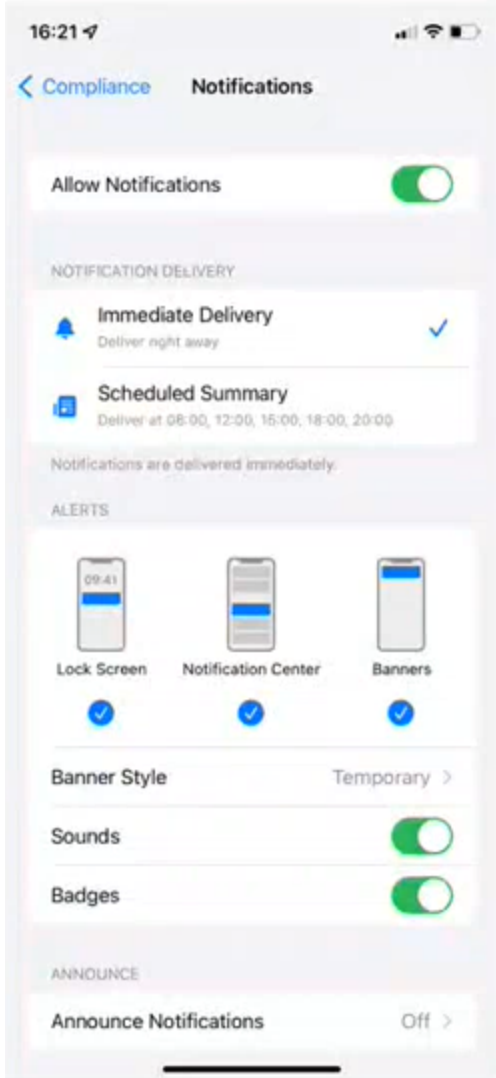 16:21
Compliance Notifications
Allow Notifications
NOTIFICATION DELIVERY
Immediate Delivery
Deliver right away
Scheduled Summary
Deliver at 08:00, 12:00, 15:00, 18:00, 20:00
Notifications are delivered immediately.
ALERTS
09:41
Lock Screen Notification Center Banners
Banner Style Temporary
Sounds
Badges
ANNOUNCE
Announce Notifications Off